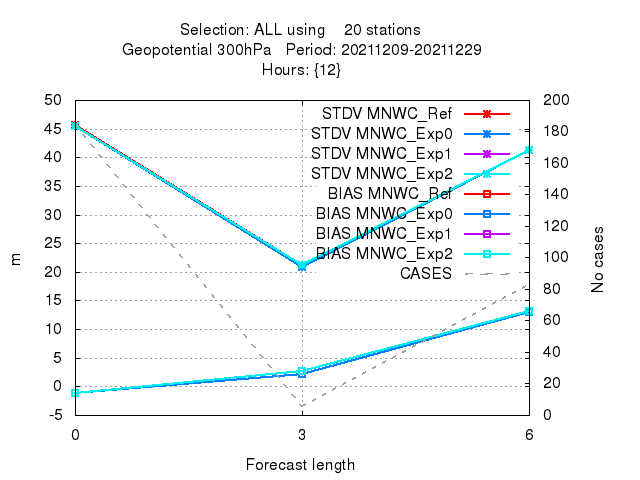 Selection: ALL using    20 stations
Geopotential 300hPa   Period: 20211209-20211229
Hours: {12}
50 200
45 180
40 160
35 140
30 120
25 100
20 80
15 60
10 40
5 20
0 0
-5
STDV MNWC_Ref
STDV MNWC_Exp0
STDV MNWC_Exp1
STDV MNWC_Exp2
BIAS MNWC_Ref
BIAS MNWC_Exp0
BIAS MNWC_Exp1
BIAS MNWC_Exp2
CASES
m
No cases
0 3 6
Forecast length